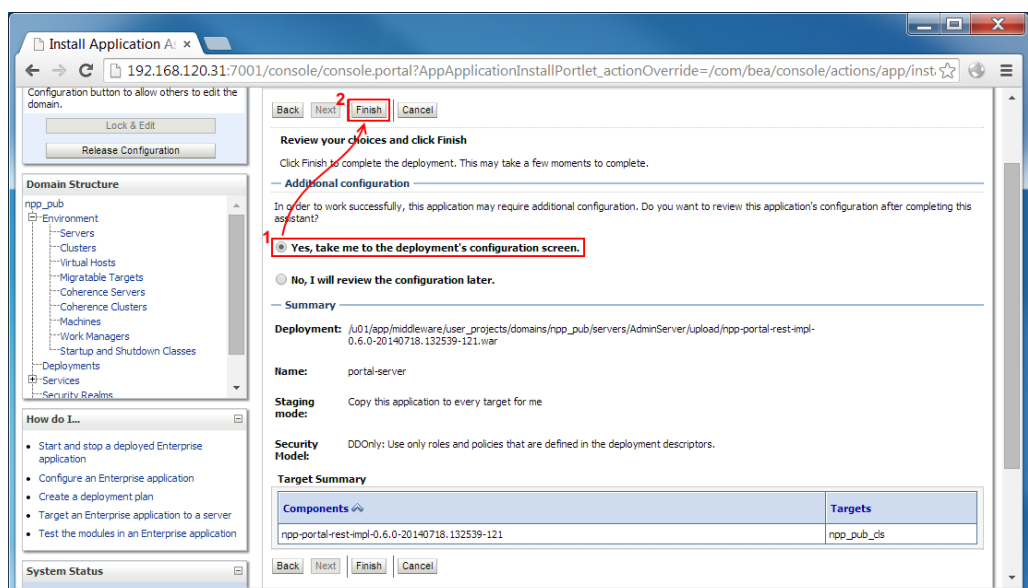 Install Application As
192.168.120.31:7001/console/console.portal?AppApplicationInstallPortlet_actionOverride=/com/bea/console/actions/app/inst
Configuration button to allow others to edit the
domain.
Lock & Edit
Release Configuration
Domain Structure
npp_pub
Environment
Servers
Clusters
Virtual Hosts
Migratable Targets
Coherence Servers
Coherence Clusters
Machines
Work Managers
Startup and Shutdown Classes
Deployments
Services
Security Realms
How do I...
Start and stop a deployed Enterprise
application
Configure an Enterprise application
Create a deployment plan
Target an Enterprise application to a server
Test the modules in an Enterprise application
System Status
2
Back Next Finish Cancel
Review your choices and click Finish
Click Finish to complete the deployment. This may take a few moments to complete.
Additional configuration
In order to work successfully, this application may require additional configuration. Do you want to review this application's configuration after completing this
assistant?
1
Yes, take me to the deployment's configuration screen.
No, I will review the configuration later.
Summary
Deployment: /u01/app/middleware/user_projects/domains/npp_pub/servers/AdminServer/upload/npp-portal-rest-impl-
0.6.0-20140718.132539-121.war
Name: portal-server
Staging Copy this application to every target for me
mode:
Security DDOnly: Use only roles and policies that are defined in the deployment descriptors.
Model:
Target Summary
Components Targets
npp-portal-rest-impl-0.6.0-20140718.132539-121 npp_pub_cls
Back Next Finish Cancel